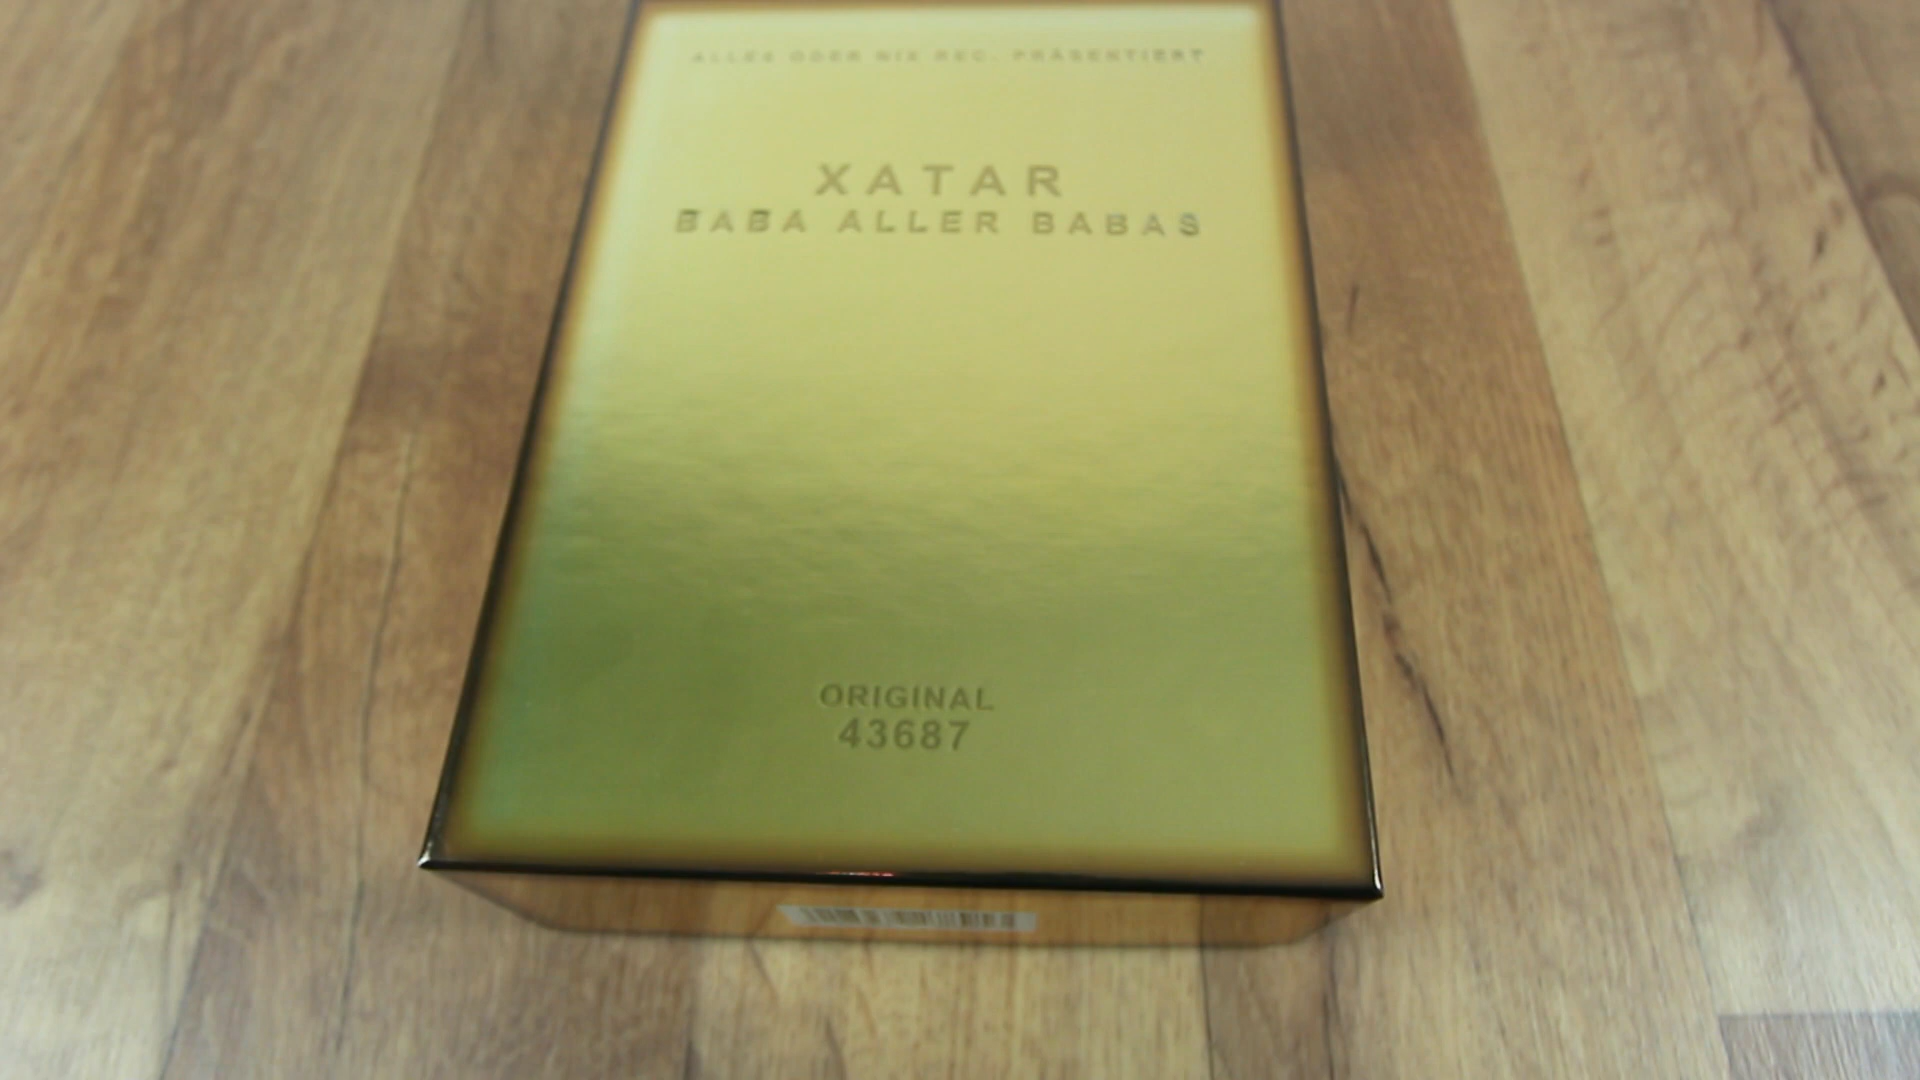 ALLES ODER NIX REC. PRÄSENTIERT
XATAR
BABA ALLER BABAS
ORIGINAL
43687